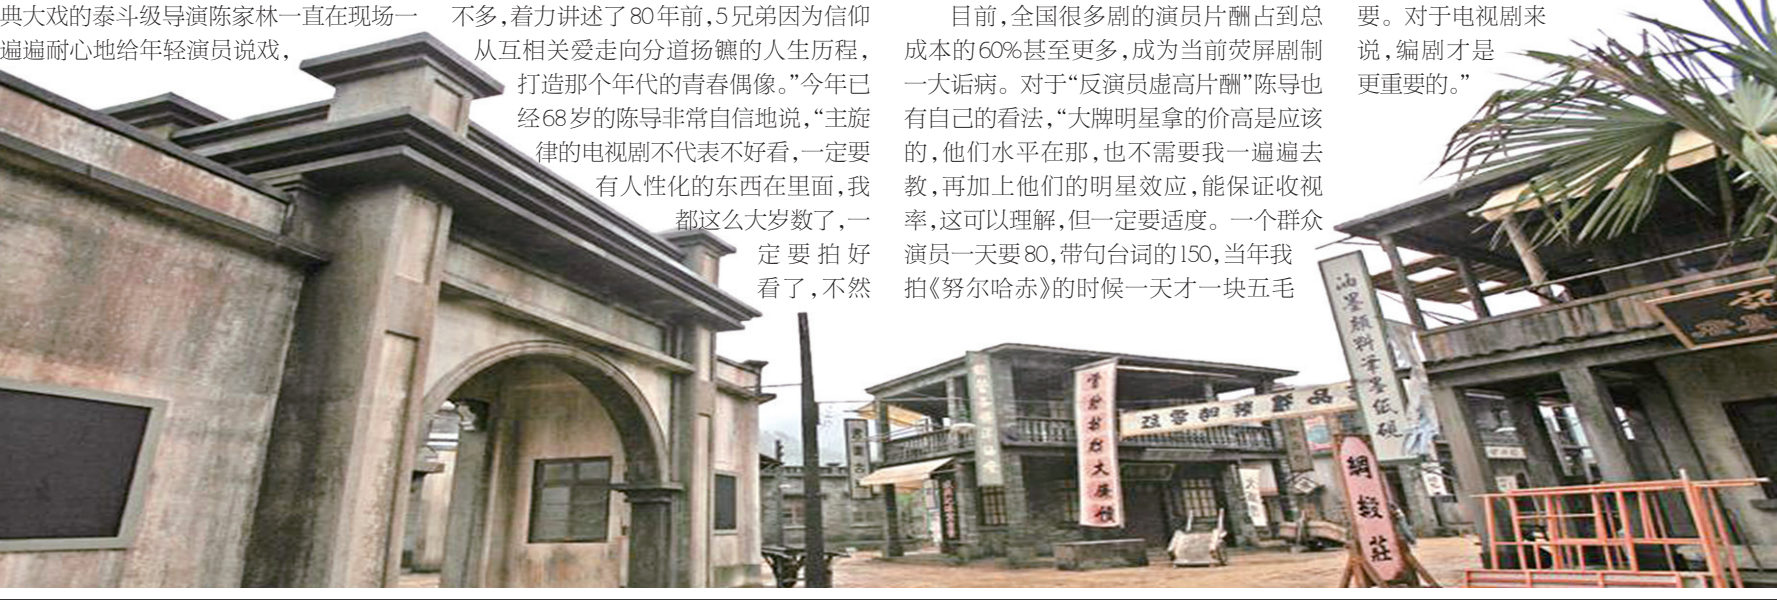 典大戏的泰斗级导演陈家林一直在现场一
遍遍耐心地给年轻演员说戏,
不多,着力讲述了80年前,5兄弟因为信仰
从互相关爱走向分道扬镳的人生历程,
打造那个年代的青春偶像。”今年已
经68岁的陈导非常自信地说,“主旋
律的电视剧不代表不好看,一定要
有人性化的东西在里面,我
都这么大岁数了,一
定要拍好
看了,不然
目前,全国很多剧的演员片酬占到总
成本的60%甚至更多,成为当前荧屏剧制
一大诟病。对于“反演员虚高片酬”陈导也
有自己的看法,“大牌明星拿的价高是应该
的,他们水平在那,也不需要我一遍遍去
教,再加上他们的明星效应,能保证收视
率,这可以理解,但一定要适度。一个群众
演员一天要80,带句台词的150,当年我
拍《努尔哈赤》的时候一天才一块五毛
要。对于电视剧来
说,编剧才是
更重要的。”
油墨颜料笔墨纸砚
綢緞莊